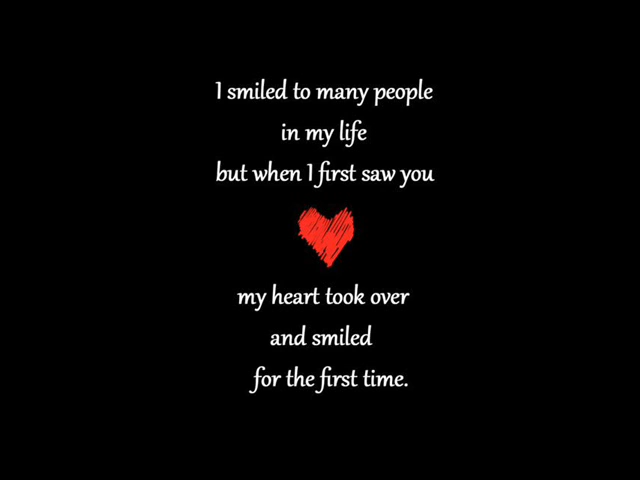 I smiled to many people
in my life
but when I first saw you
my heart took over
and smiled
for the first time.